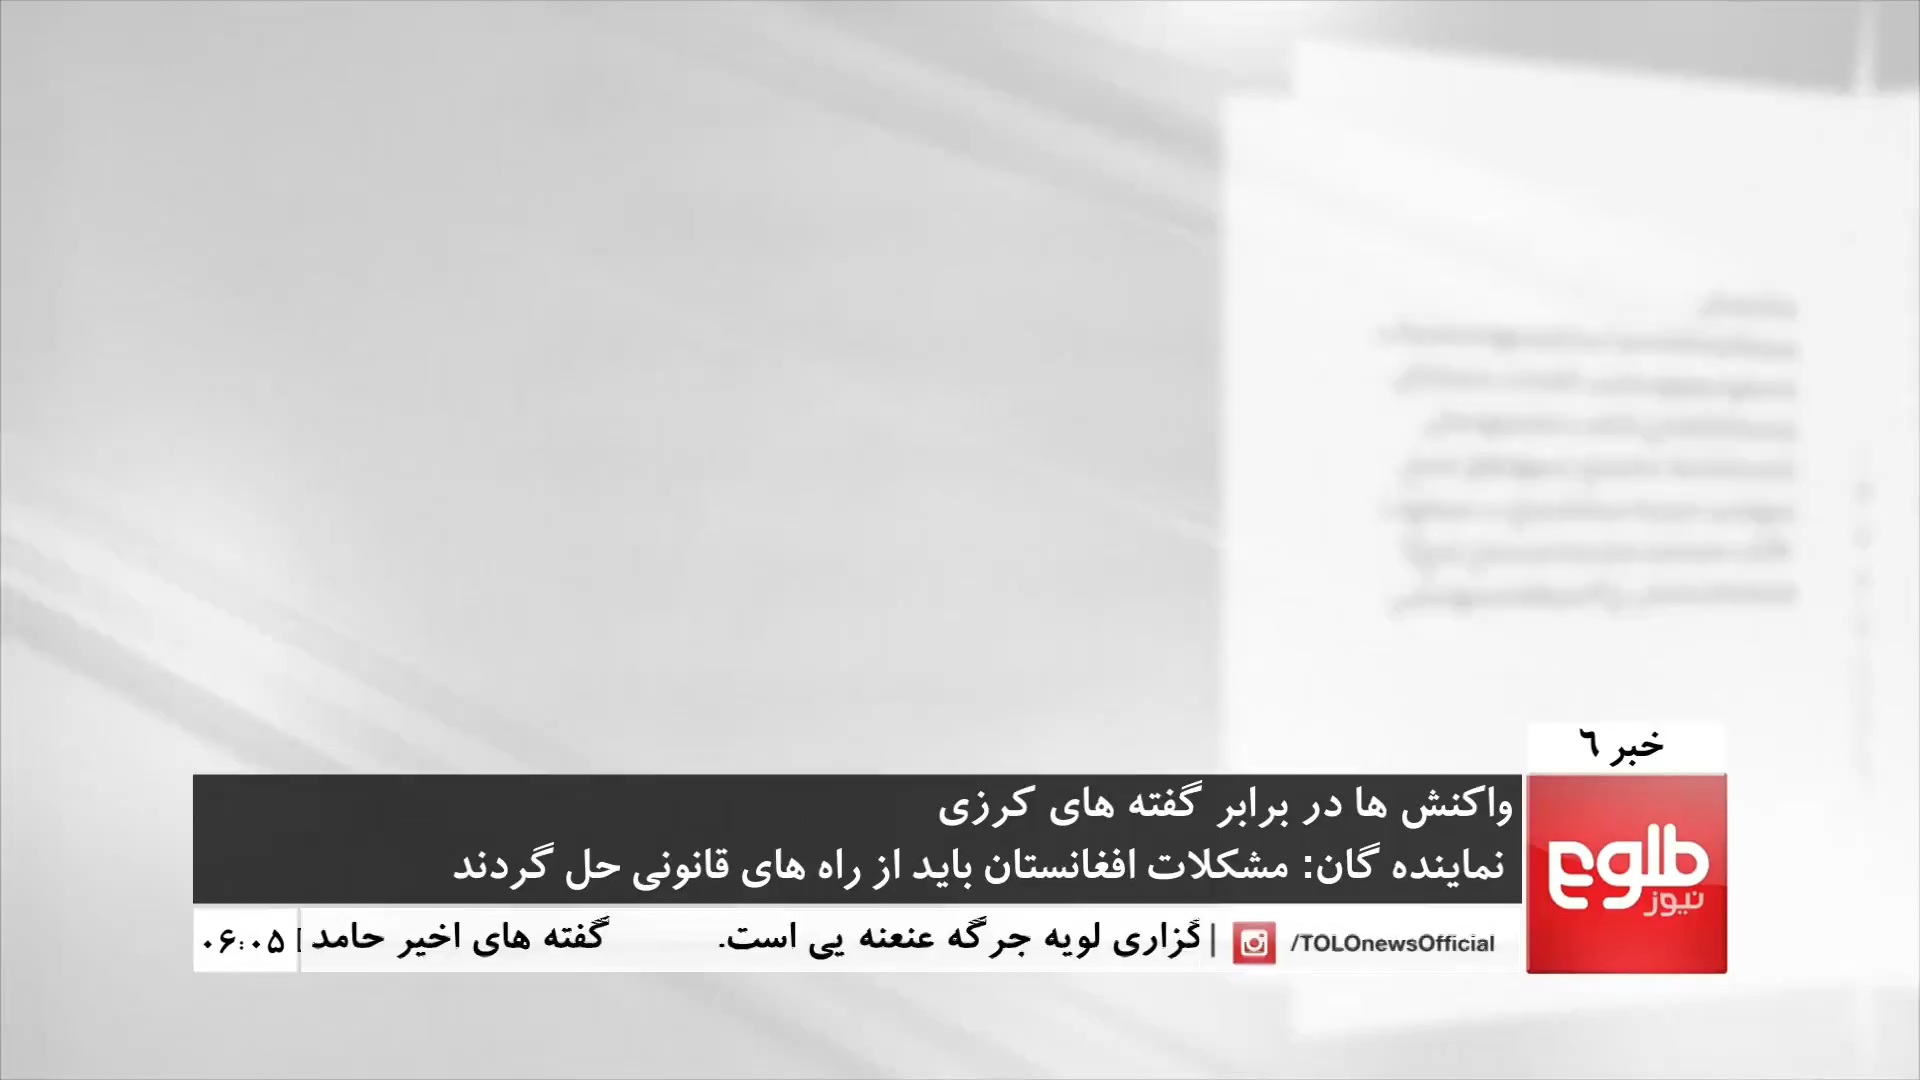 خبر ٦
واکنش ها در برابر گفته های کرزی
نماینده گان: مشکلات افغانستان باید از راه های قانونی حل گردند
طلوع
نیوز
/TOLOnewsOfficial
گزاری لویه جرگه عنعنه یی است. گفته های اخیر حامد
۰۶:۰۵